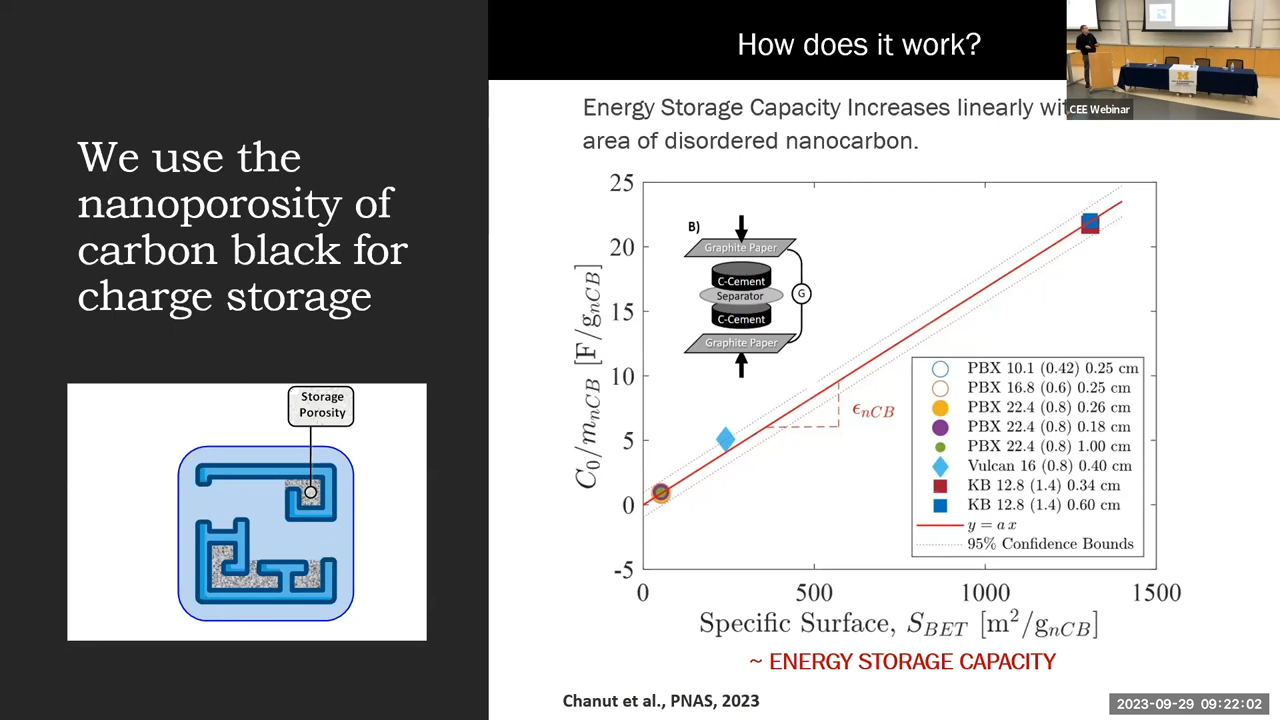 How does it work?
CEE Webinar
We use the
nanoporosity of
carbon black for
charge storage
Storage
Porosity
Energy Storage Capacity Increases linearly
area of disordered nanocarbon.
25
20
15
10
5
0
-5
0
500
1000
1500
C₀/m_nCB [F/g_nCB]
B)
Graphite Paper
C-Cement
Separator
C-Cement
Graphite Paper
G
ϵ_nCB
PBX 10.1 (0.42) 0.25 cm
PBX 16.8 (0.6) 0.25 cm
PBX 22.4 (0.8) 0.26 cm
PBX 22.4 (0.8) 0.18 cm
PBX 22.4 (0.8) 1.00 cm
Vulcan 16 (0.8) 0.40 cm
KB 12.8 (1.4) 0.34 cm
KB 12.8 (1.4) 0.60 cm
y = a x
95% Confidence Bounds
Specific Surface, S_BET [m²/g_nCB]
~ ENERGY STORAGE CAPACITY
Chanut et al., PNAS, 2023
2023-09-29 09:22:02
M